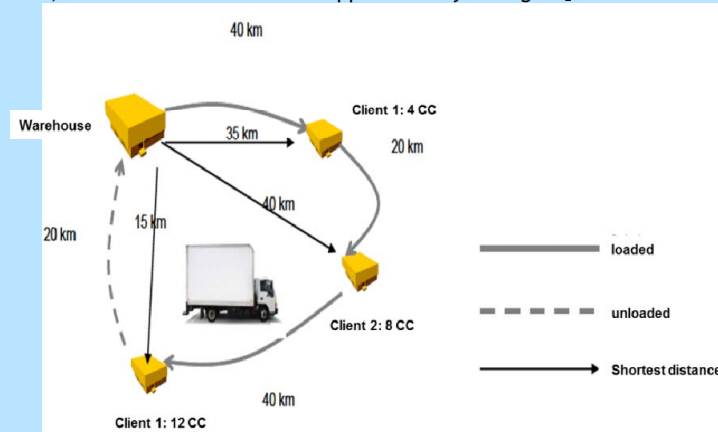 40 km
Client 1: 4 CC
Warehouse
35 km
20 km
40 km
15 km
20 km
loaded
unloaded
Client 2: 8 CC
Shortest distance
40 km
Client 1: 12 CC